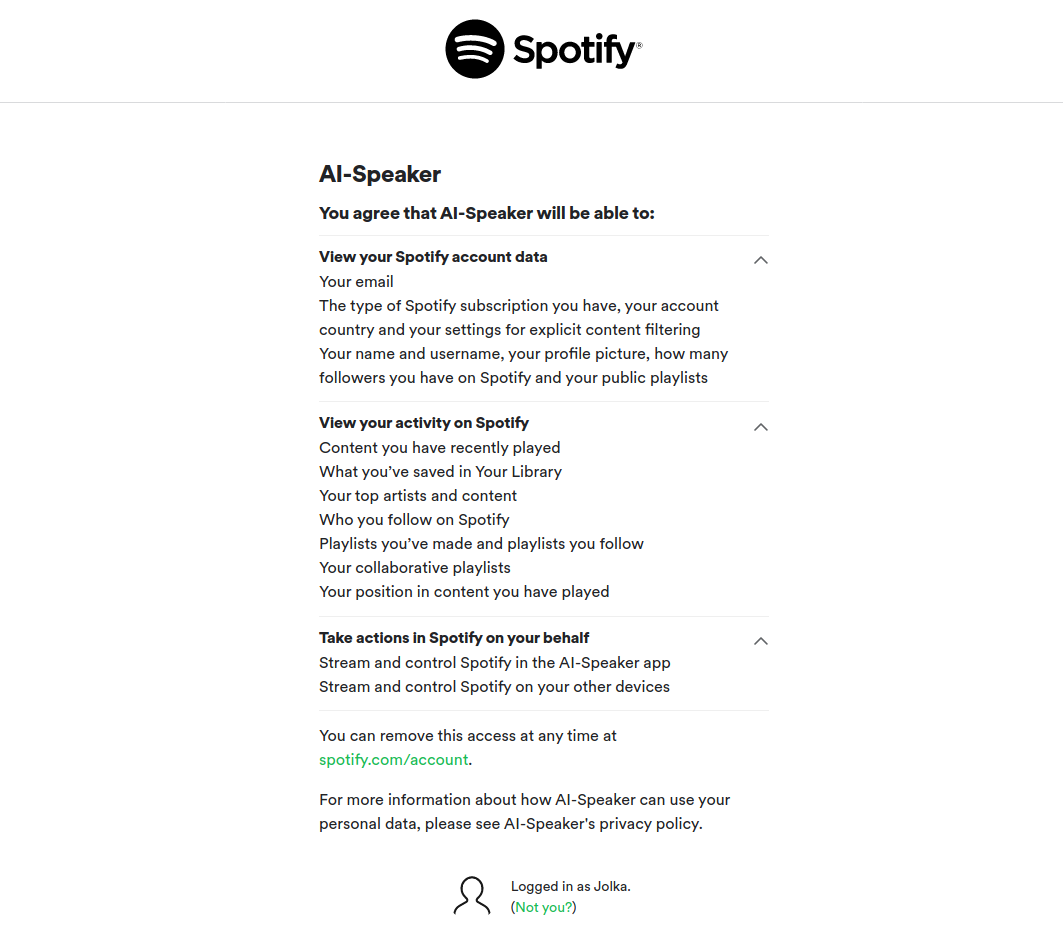 Spotify®
AI-Speaker
You agree that AI-Speaker will be able to:
View your Spotify account data
Your email
The type of Spotify subscription you have, your account
country and your settings for explicit content filtering
Your name and username, your profile picture, how many
followers you have on Spotify and your public playlists
View your activity on Spotify
Content you have recently played
What you’ve saved in Your Library
Your top artists and content
Who you follow on Spotify
Playlists you’ve made and playlists you follow
Your collaborative playlists
Your position in content you have played
Take actions in Spotify on your behalf
Stream and control Spotify in the AI-Speaker app
Stream and control Spotify on your other devices
You can remove this access at any time at
spotify.com/account.
For more information about how AI-Speaker can use your
personal data, please see AI-Speaker's privacy policy.
Logged in as Jolka.
(Not you?)